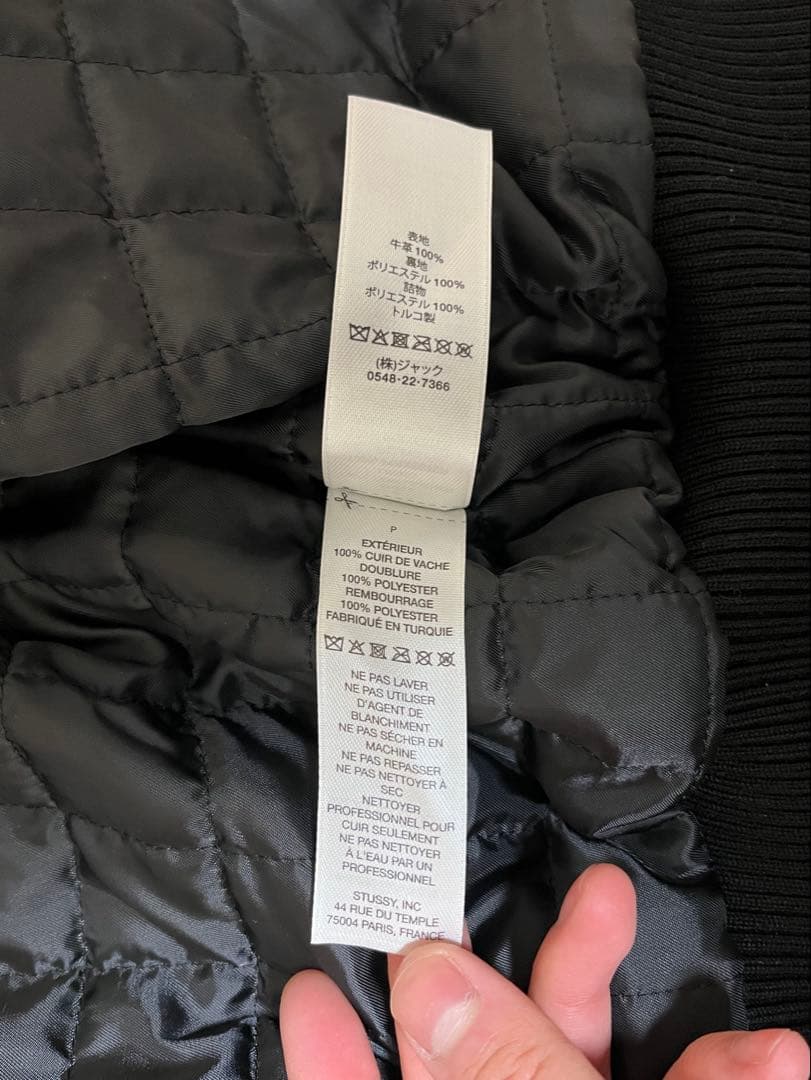 表地
牛革 100%
裏地
ポリエステル 100%
詰物
ポリエステル 100%
トルコ製
(株)ジャック
0548-22-7366
P
EXTÉRIEUR
100% CUIR DE VACHE
DOUBLURE
100% POLYESTER
REMBOURRAGE
100% POLYESTER
FABRIQUÉ EN TURQUIE
NE PAS LAVER
NE PAS UTILISER
D'AGENT DE
BLANCHIMENT
NE PAS SÉCHER EN
MACHINE
NE PAS REPASSER
NE PAS NETTOYER À
SEC
NETTOYER
PROFESSIONNEL POUR
CUIR SEULEMENT
NE PAS NETTOYER
À L'EAU PAR UN
PROFESSIONNEL
STUSSY, INC
44 RUE DU TEMPLE
75004 PARIS, FRANCE